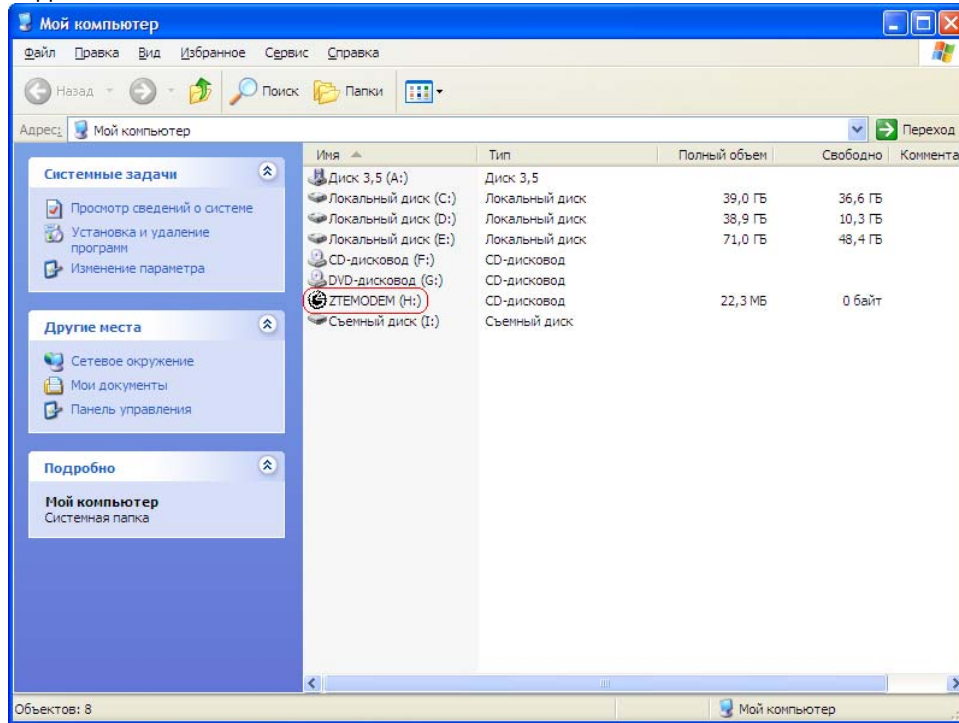 Мой компьютер
Файл Правка Вид Избранное Сервис Справка
Назад Поиск Папки
Адрес: Мой компьютер Переход
Системные задачи
Просмотр сведений о системе
Установка и удаление
программ
Изменение параметра
Другие места
Сетевое окружение
Мои документы
Панель управления
Подробно
Мой компьютер
Системная папка
Имя Тип Полный объем Свободно Коммента
Диск 3,5 (A:) Диск 3,5
Локальный диск (C:) Локальный диск 39,0 ГБ 36,6 ГБ
Локальный диск (D:) Локальный диск 38,9 ГБ 10,3 ГБ
Локальный диск (E:) Локальный диск 71,0 ГБ 48,4 ГБ
CD-дисковод (F:) CD-дисковод
DVD-дисковод (G:) CD-дисковод
ZTEMODEM (H:) CD-дисковод 22,3 МБ 0 байт
Съемный диск (I:) Съемный диск
Объектов: 8 Мой компьютер